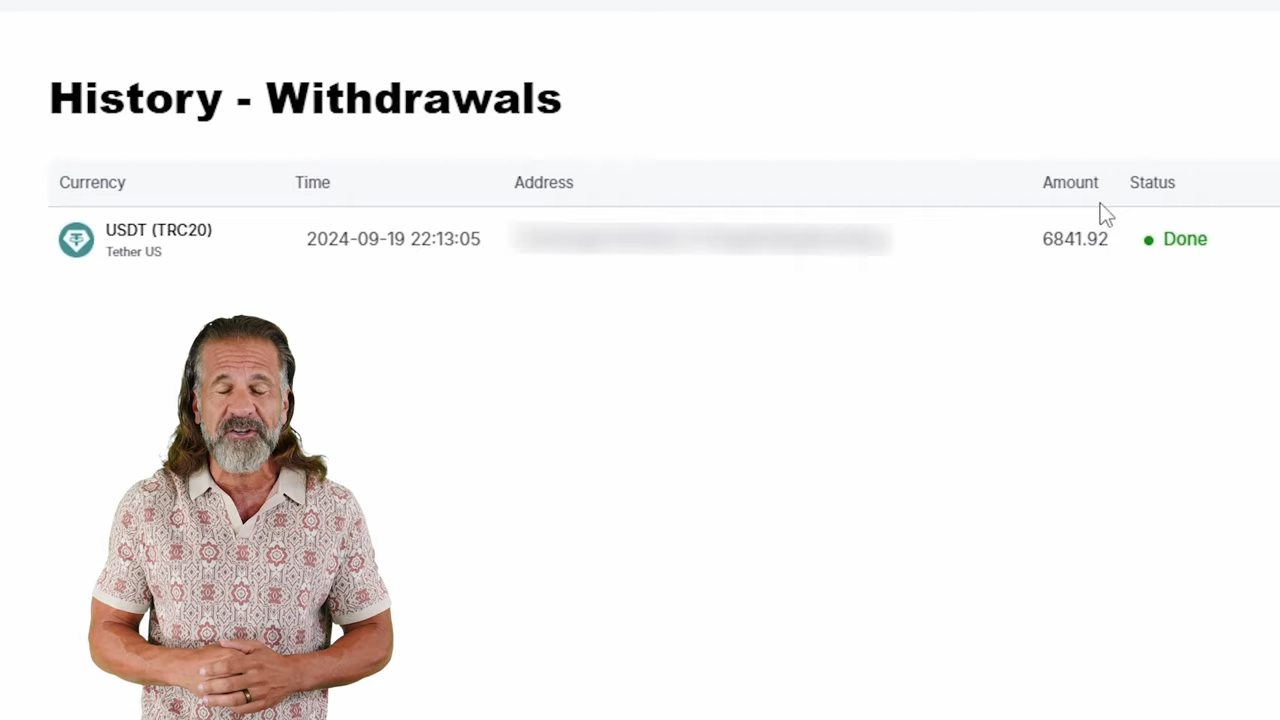 History - Withdrawals
Currency Time Address Amount Status
USDT (TRC20)
Tether US
2024-09-19 22:13:05 6841.92 Done